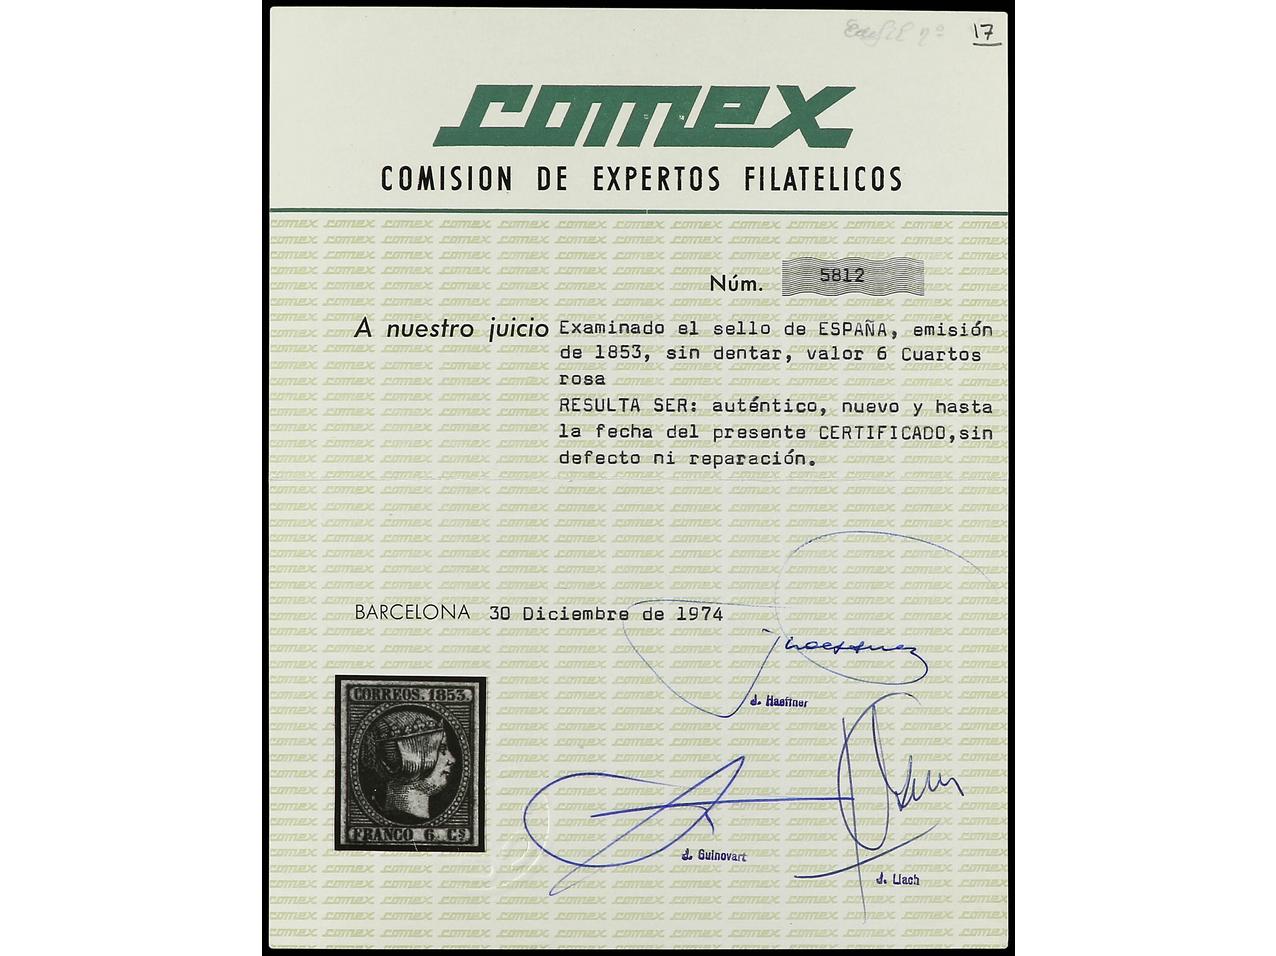 Edifil nº 17
comex
COMISION DE EXPERTOS FILATELICOS
Núm. 5812
A nuestro juicio Examinado el sello de ESPAÑA, emisión
de 1853, sin dentar, valor 6 Cuartos
rosa
RESULTA SER: auténtico, nuevo y hasta
la fecha del presente CERTIFICADO,sin
defecto ni reparación.
BARCELONA 30 Diciembre de 1974
J. Haeffner
CORREOS. 1853.
FRANCO 6 Cs
J. Guinovart
J. Llach